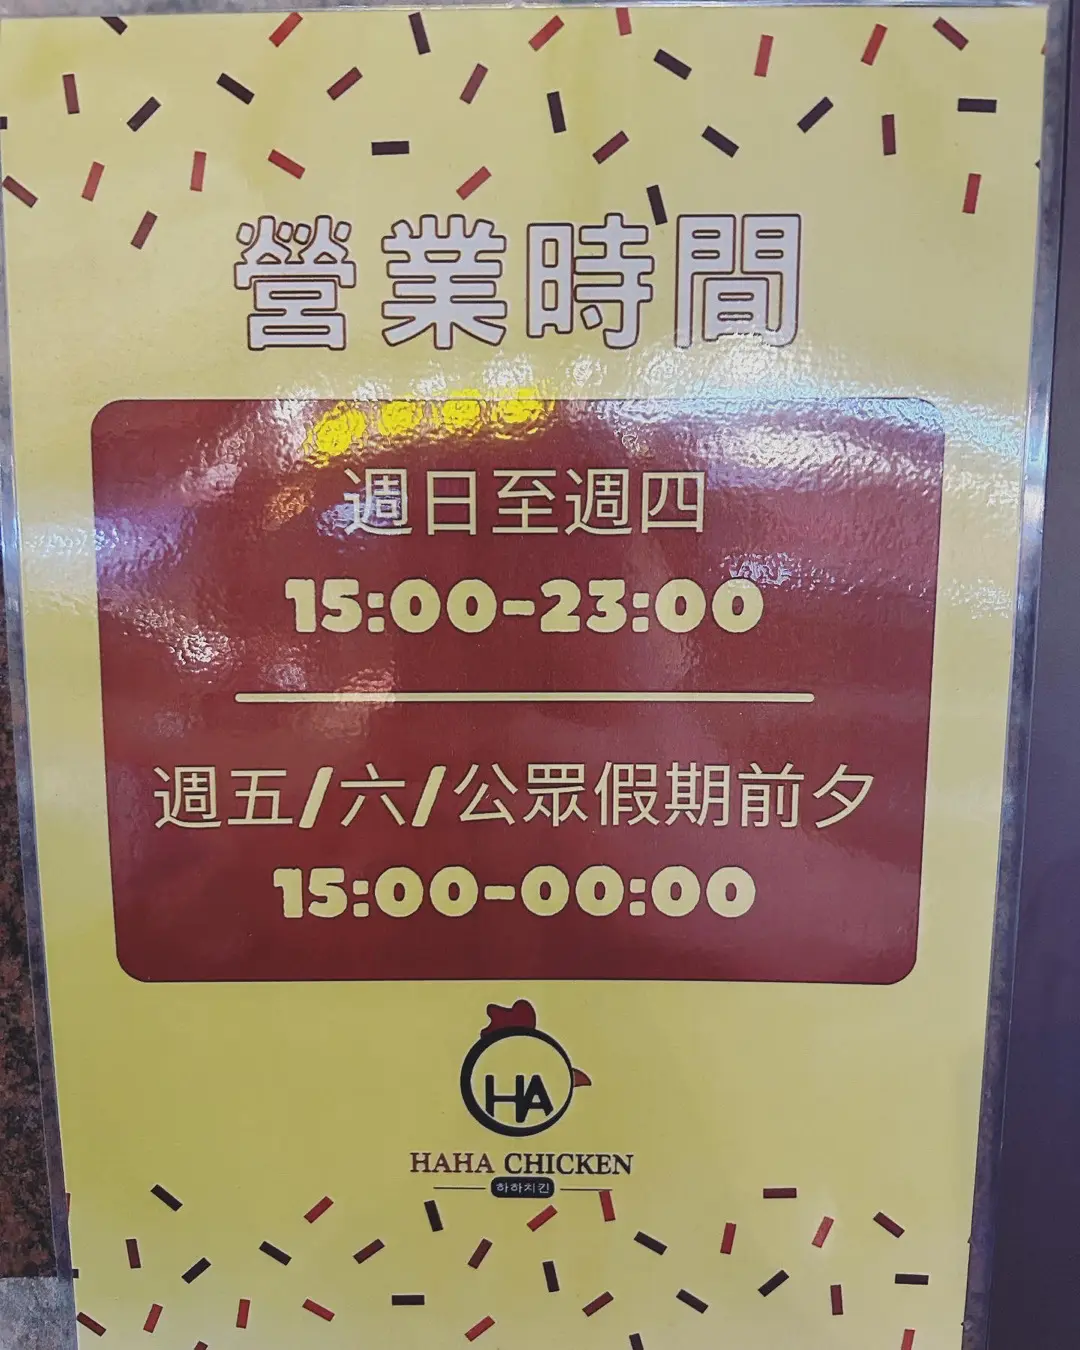 營業時間
週日至週四
15:00-23:00
週五/六/公眾假期前夕
15:00-00:00
HA
HAHA CHICKEN
하하치킨